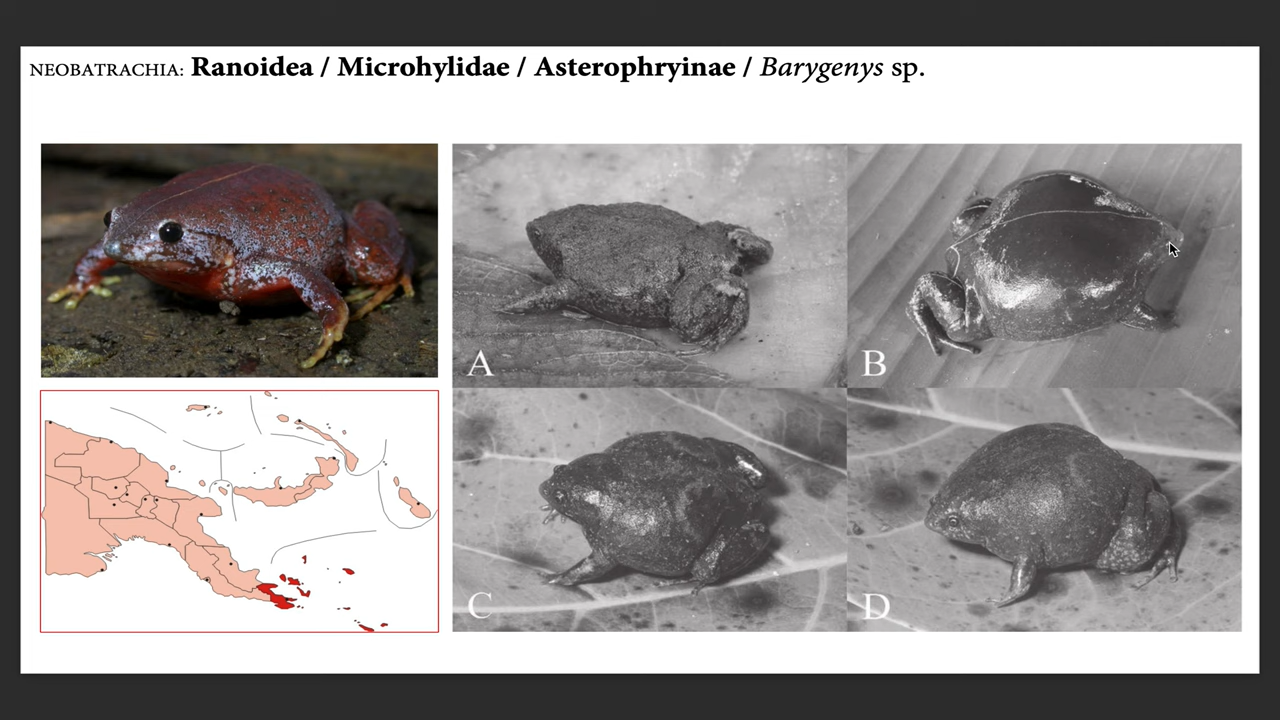 NEOBATRACHIA: Ranoidea / Microhylidae / Asterophryinae / Barygenys sp.
A
B
C
D